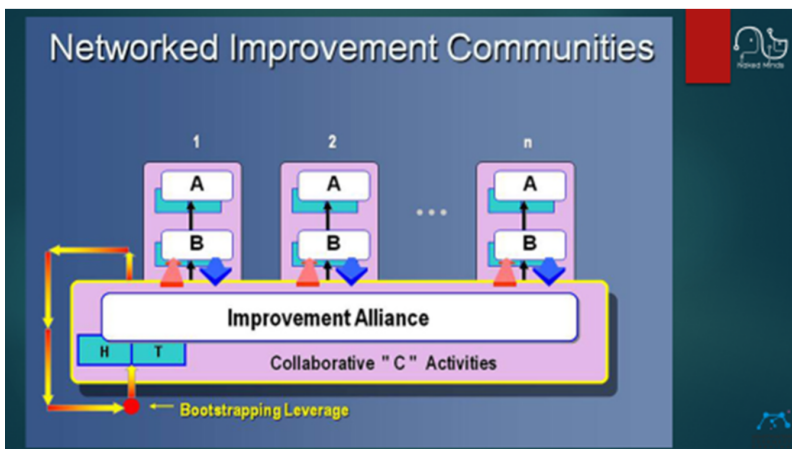 Networked Improvement Communities
Naked Minds
1 2 n
A A A
...
B B B
Improvement Alliance
H T
Collaborative "C" Activities
Bootstrapping Leverage